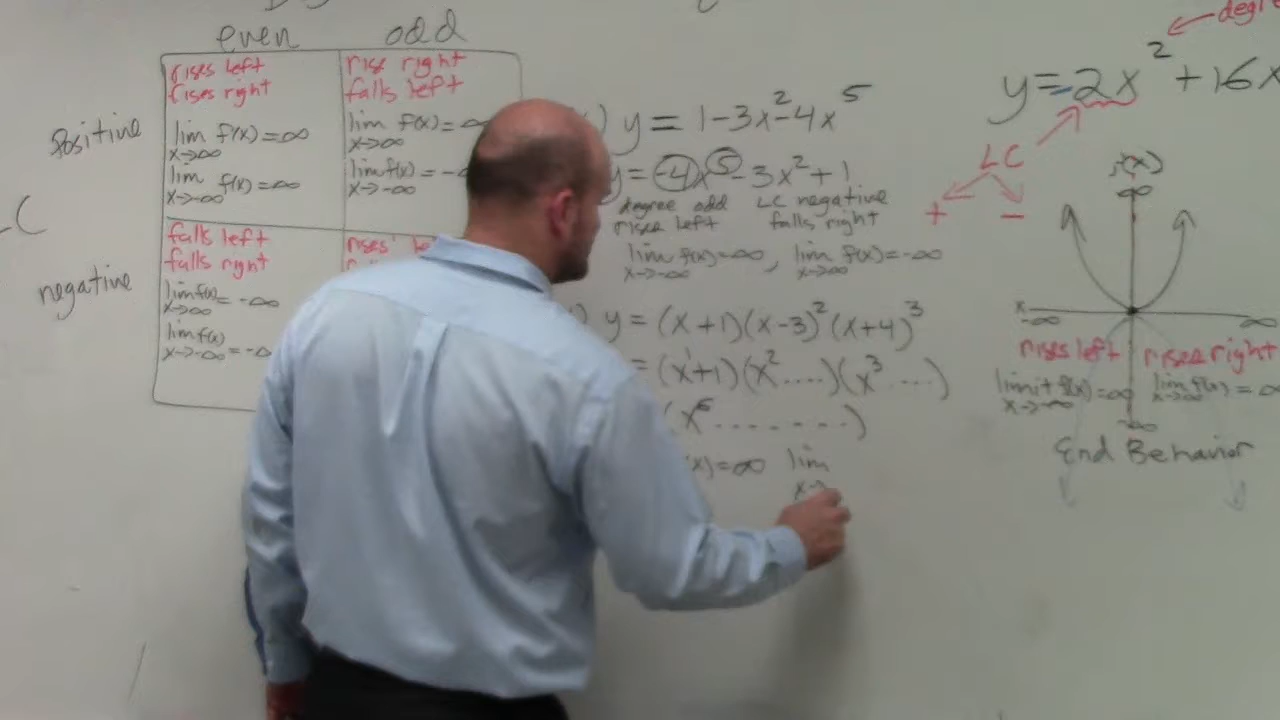 even odd
rises left
rises right
lim f(x)=∞
x→∞
lim f(x)=∞
x→-∞
rise right
falls left
lim f(x)=
x→∞
lim f(x)=-
x→-∞
Positive
LC
negative
falls left
falls right
lim f(x)=-∞
x→∞
lim f(x)
x→-∞ =-∞
rises
) y = 1-3x²-4x⁵
y = -4x⁵-3x²+1
degree odd LC negative
rises left falls right
lim f(x)=∞, lim f(x)=-∞
x→-∞ x→∞
) y = (x+1)(x-3)²(x+4)³
= (x¹+1)(x²....)(x³....)
(x⁶........)
(x)=∞ lim
x→
degre
y=-2x²+16x
LC
+ -
f(x)
∞
x
-∞ ∞
rises left rises right
limit f(x)=∞ lim f(x)=∞
x→-∞ x→∞
-∞
End Behavior